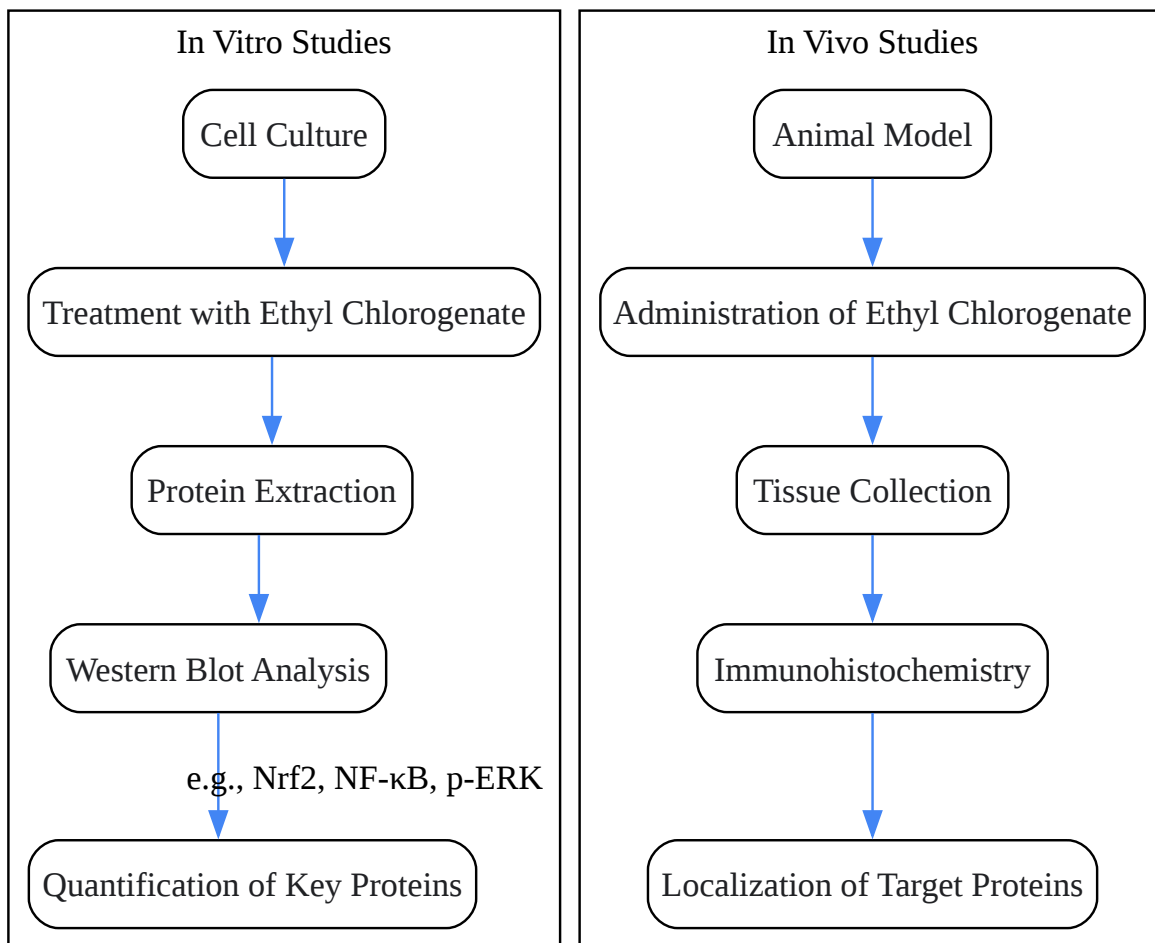 In Vitro Studies
Cell Culture
Treatment with Ethyl Chlorogenate
Protein Extraction
Western Blot Analysis
e.g., Nrf2, NF-κB, p-ERK
Quantification of Key Proteins
In Vivo Studies
Animal Model
Administration of Ethyl Chlorogenate
Tissue Collection
Immunohistochemistry
Localization of Target Proteins